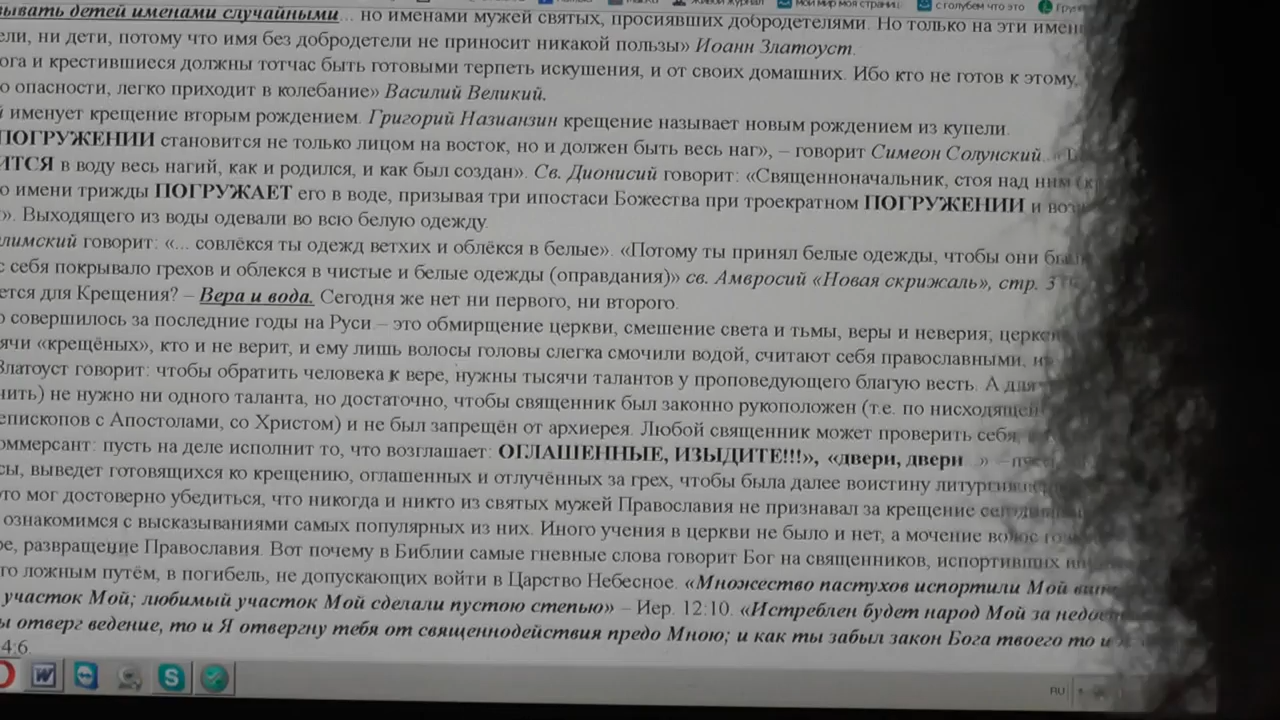 живой журнал
мой мир моя страниц
с голубем что это
зывать детей именами случайными... но именами мужей святых, просиявших добродетелями. Но только на эти имен
ели, ни дети, потому что имя без добродетели не приносит никакой пользы» Иоанн Златоуст.
ога и крестившиеся должны тотчас быть готовыми терпеть искушения, и от своих домашних. Ибо кто не готов к этому,
о опасности, легко приходит в колебание» Василий Великий.
й именует крещение вторым рождением. Григорий Назианзин крещение называет новым рождением из купели.
ПОГРУЖЕНИИ становится не только лицом на восток, но и должен быть весь наг», – говорит Симеон Солунский...
ИТСЯ в воду весь нагий, как и родился, и как был создан». Св. Дионисий говорит: «Священноначальник, стоя над ним
о имени трижды ПОГРУЖАЕТ его в воде, призывая три ипостаси Божества при троекратном ПОГРУЖЕНИИ и воз
». Выходящего из воды одевали во всю белую одежду.
лимский говорит: «... совлёкся ты одежд ветхих и облёкся в белые». «Потому ты принял белые одежды, чтобы они
с себя покрывало грехов и облекся в чистые и белые одежды (оправдания)» св. Амвросий «Новая скрижаль», стр. 3
ется для Крещения? – Вера и вода. Сегодня же нет ни первого, ни второго.
о совершилось за последние годы на Руси – это обмирщение церкви, смешение света и тьмы, веры и неверия; церк
ячи «крещёных», кто и не верит, и ему лишь волосы головы слегка смочили водой, считают себя православными,
Златоуст говорит: чтобы обратить человека к вере, нужны тысячи талантов у проповедующего благую весть. А для
нить) не нужно ни одного таланта, но достаточно, чтобы священник был законно рукоположен (т.е. по нисходящей
епископов с Апостолами, со Христом) и не был запрещён от архиерея. Любой священник может проверить себя,
оммерсант: пусть на деле исполнит то, что возглашает: ОГЛАШЕННЫЕ, ИЗЫДИТЕ!!!», «двери, двери...» –
сы, выведет готовящихся ко крещению, оглашенных и отлучённых за грех, чтобы была далее воистину
это мог достоверно убедиться, что никогда и никто из святых мужей Православия не признавал за крещение
ознакомимся с высказываниями самых популярных из них. Иного учения в церкви не было и нет, а мочение волос
ре, развращение Православия. Вот почему в Библии самые гневные слова говорит Бог на священников, испортивших
го ложным путём, в погибель, не допускающих войти в Царство Небесное. «Множество пастухов испортили Мой
участок Мой; любимый участок Мой сделали пустою степью» – Иер. 12:10. «Истреблен будет народ Мой за
ы отверг ведение, то и Я отвергну тебя от священнодействия предо Мною; и как ты забыл закон Бога твоего то и
4:6.
RU